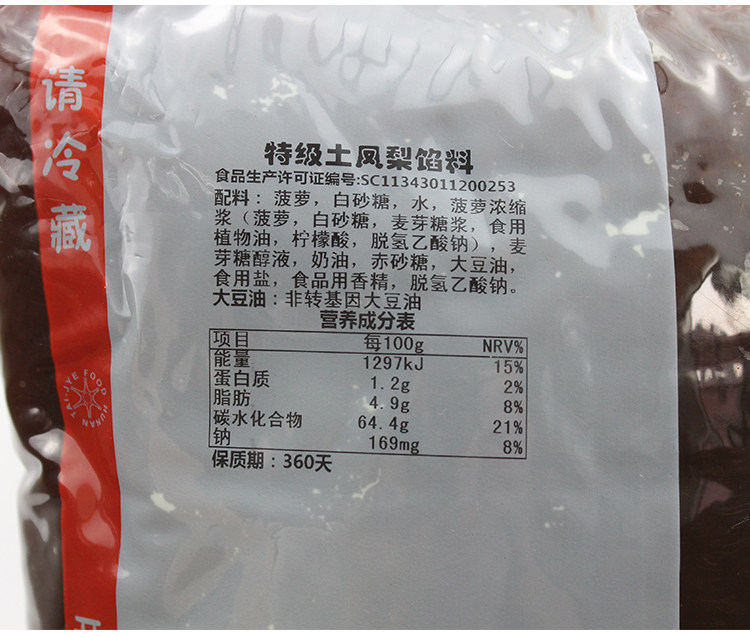 请冷藏
特级土凤梨馅料
食品生产许可证编号:SC11343011200253
配料：菠萝，白砂糖，水，菠萝浓缩
浆（菠萝，白砂糖，麦芽糖浆，食用
植物油，柠檬酸，脱氢乙酸钠），麦
芽糖醇液，奶油，赤砂糖，大豆油，
食用盐，食品用香精，脱氢乙酸钠。
大豆油：非转基因大豆油
营养成分表
项目 每100g NRV%
能量 1297kJ 15%
蛋白质 1.2g 2%
脂肪 4.9g 8%
碳水化合物 64.4g 21%
钠 169mg 8%
保质期：360天
TAI-JYE FOOD HUNAN